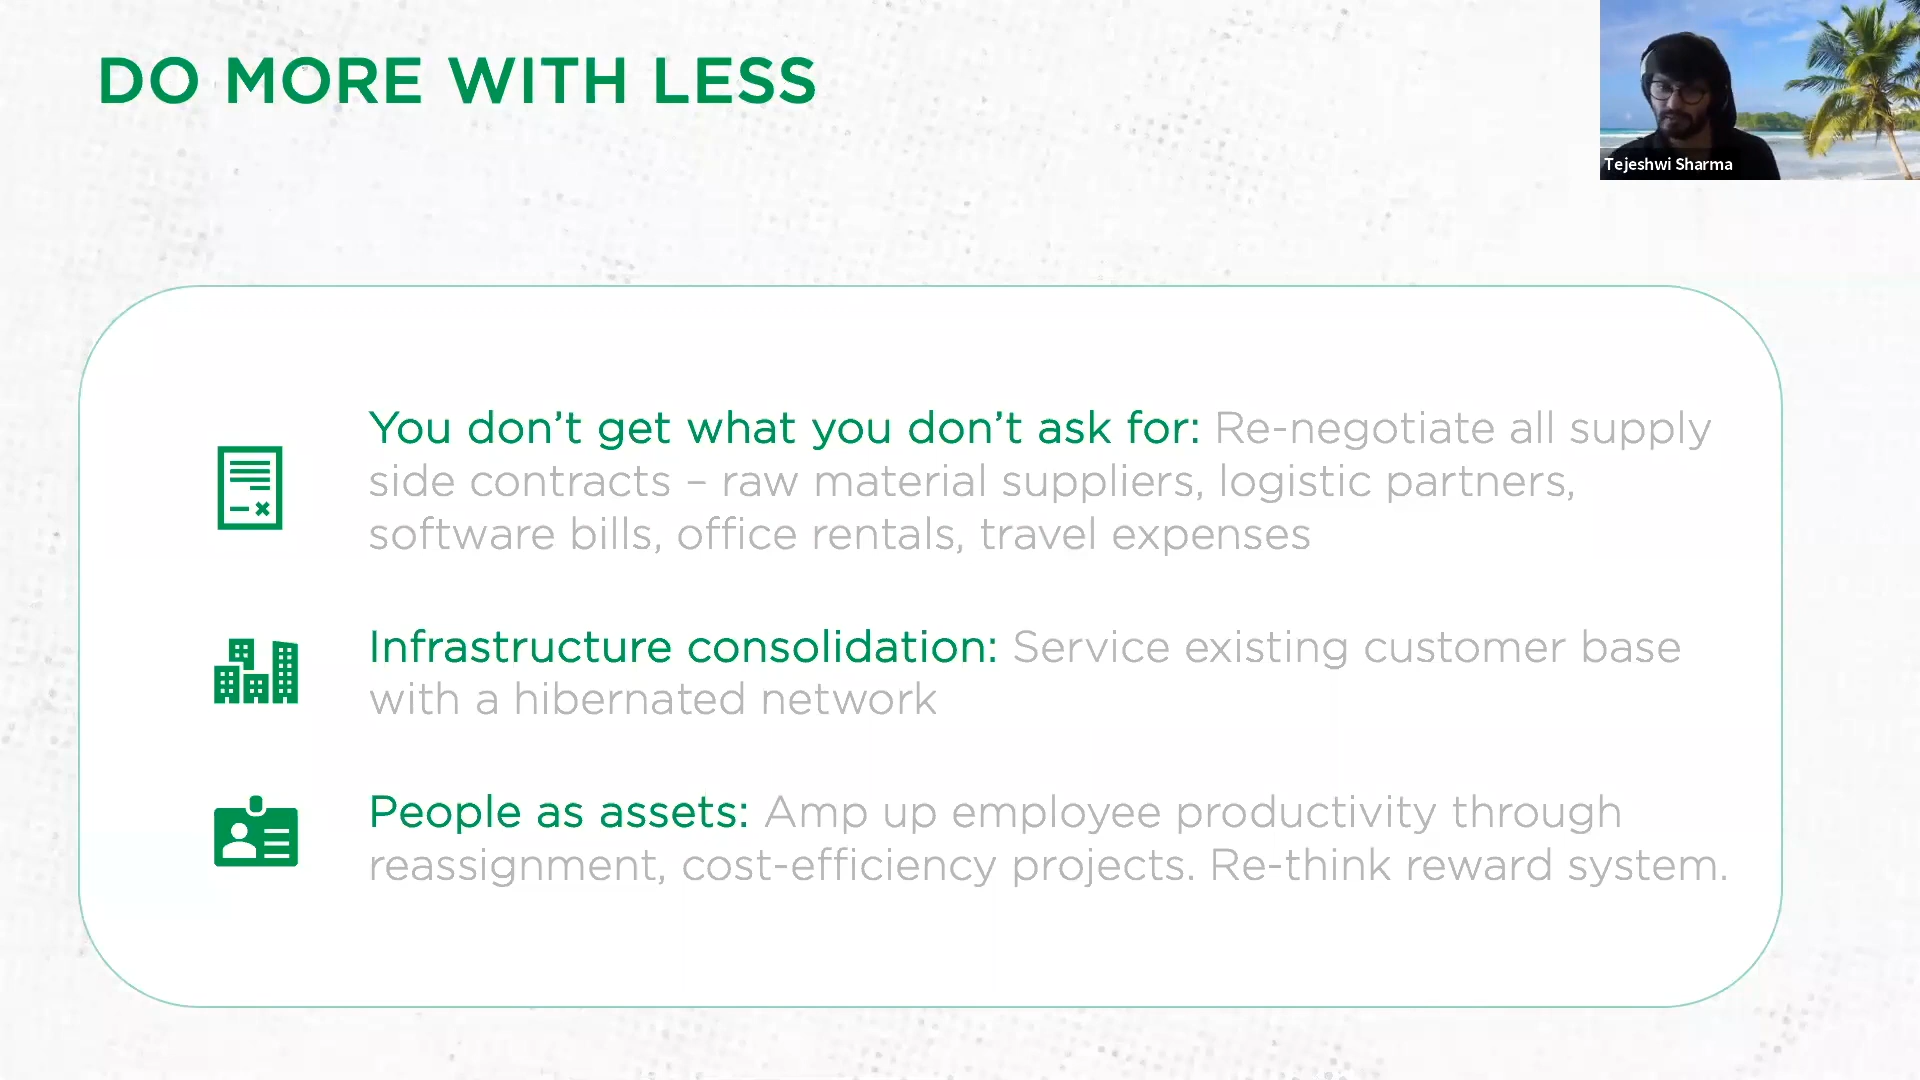 DO MORE WITH LESS
Tejeshwi Sharma
You don’t get what you don’t ask for: Re-negotiate all supply
side contracts – raw material suppliers, logistic partners,
software bills, office rentals, travel expenses
Infrastructure consolidation: Service existing customer base
with a hibernated network
People as assets: Amp up employee productivity through
reassignment, cost-efficiency projects. Re-think reward system.